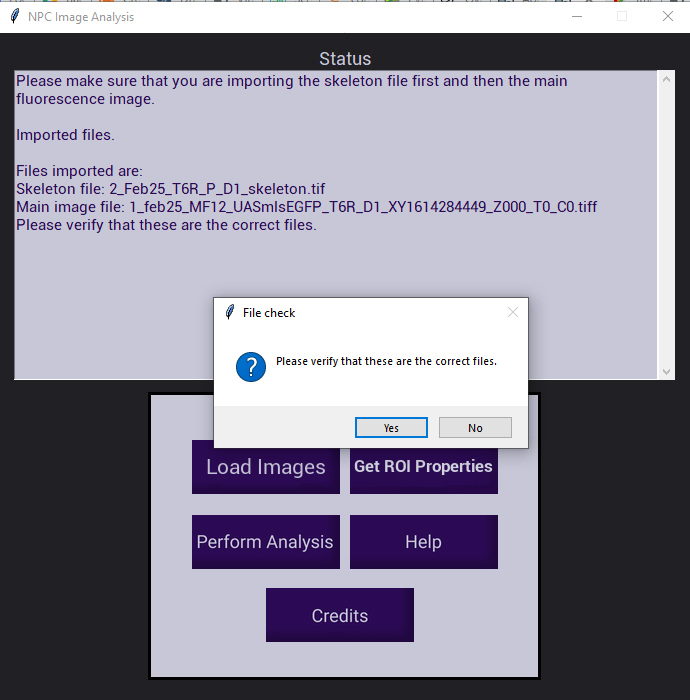 NPC Image Analysis
Status
Please make sure that you are importing the skeleton file first and then the main
fluorescence image.
Imported files.
Files imported are:
Skeleton file: 2_Feb25_T6R_P_D1_skeleton.tif
Main image file: 1_feb25_MF12_UASmlsEGFP_T6R_D1_XY1614284449_Z000_T0_C0.tiff
Please verify that these are the correct files.
File check
Please verify that these are the correct files.
Yes
No
Load Images
Get ROI Properties
Perform Analysis
Help
Credits